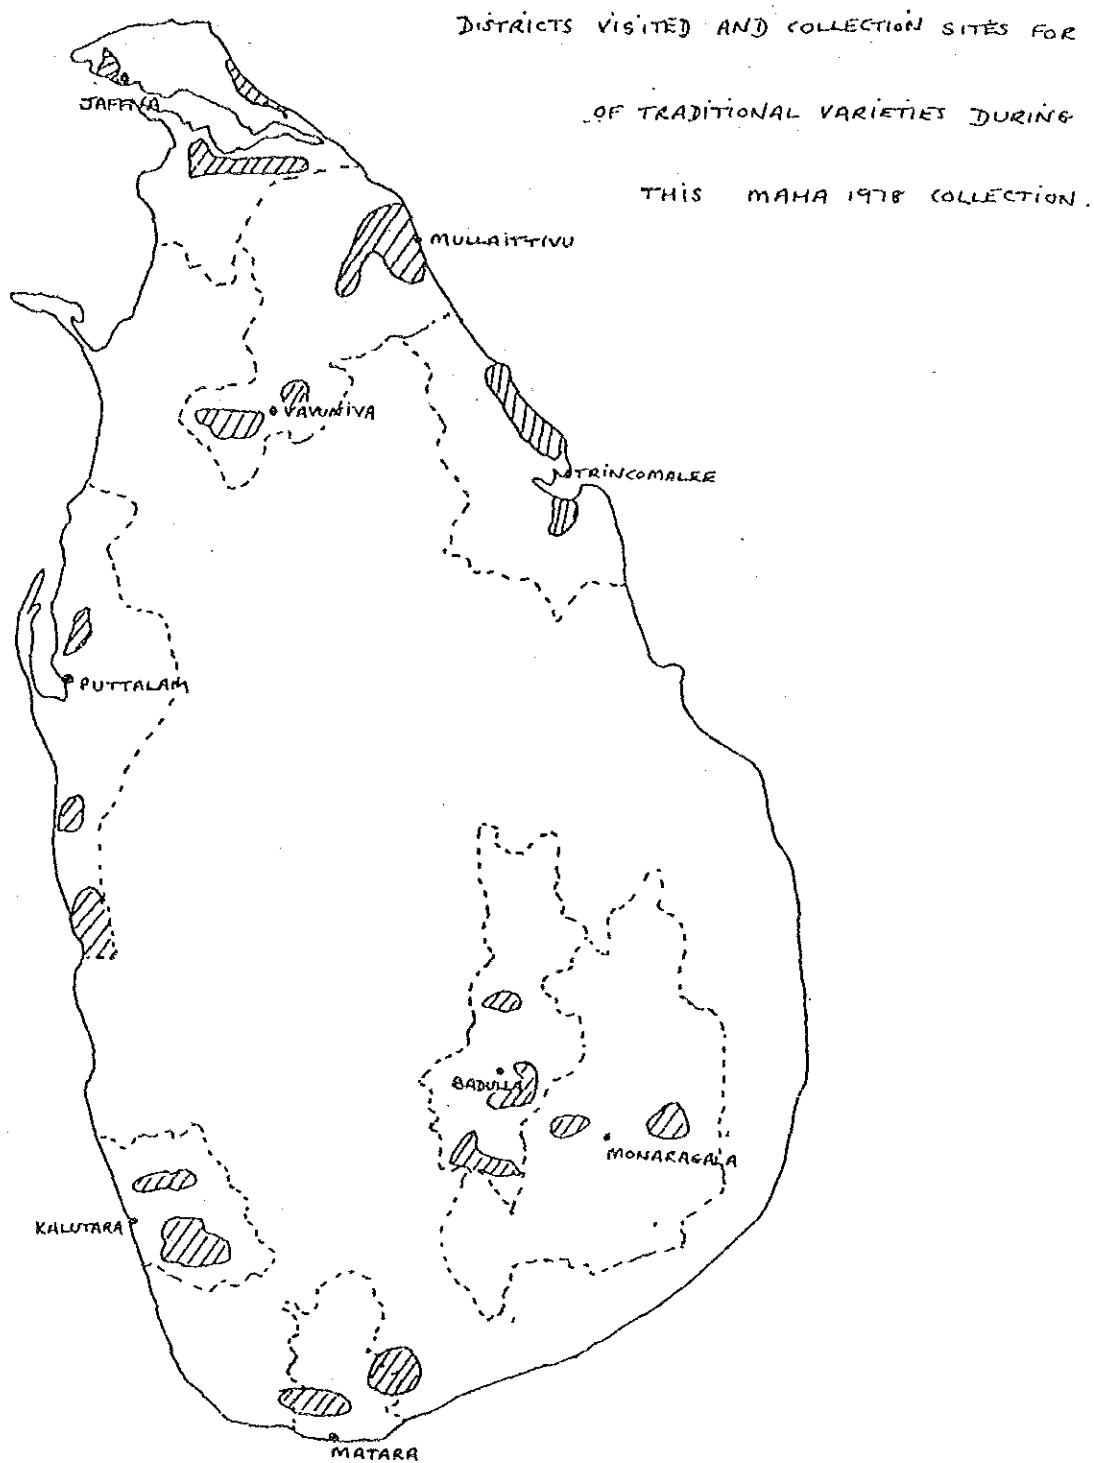 DISTRICTS VISITED AND COLLECTION SITES FOR
OF TRADITIONAL VARIETIES DURING
THIS MAHA 1978 COLLECTION.
JAFFNA
MULLAITTIVU
VAVUNIVA
TRINCOMALEE
PUTTALAM
BADULLA
MONARAGALA
KALUTARA
MATARA